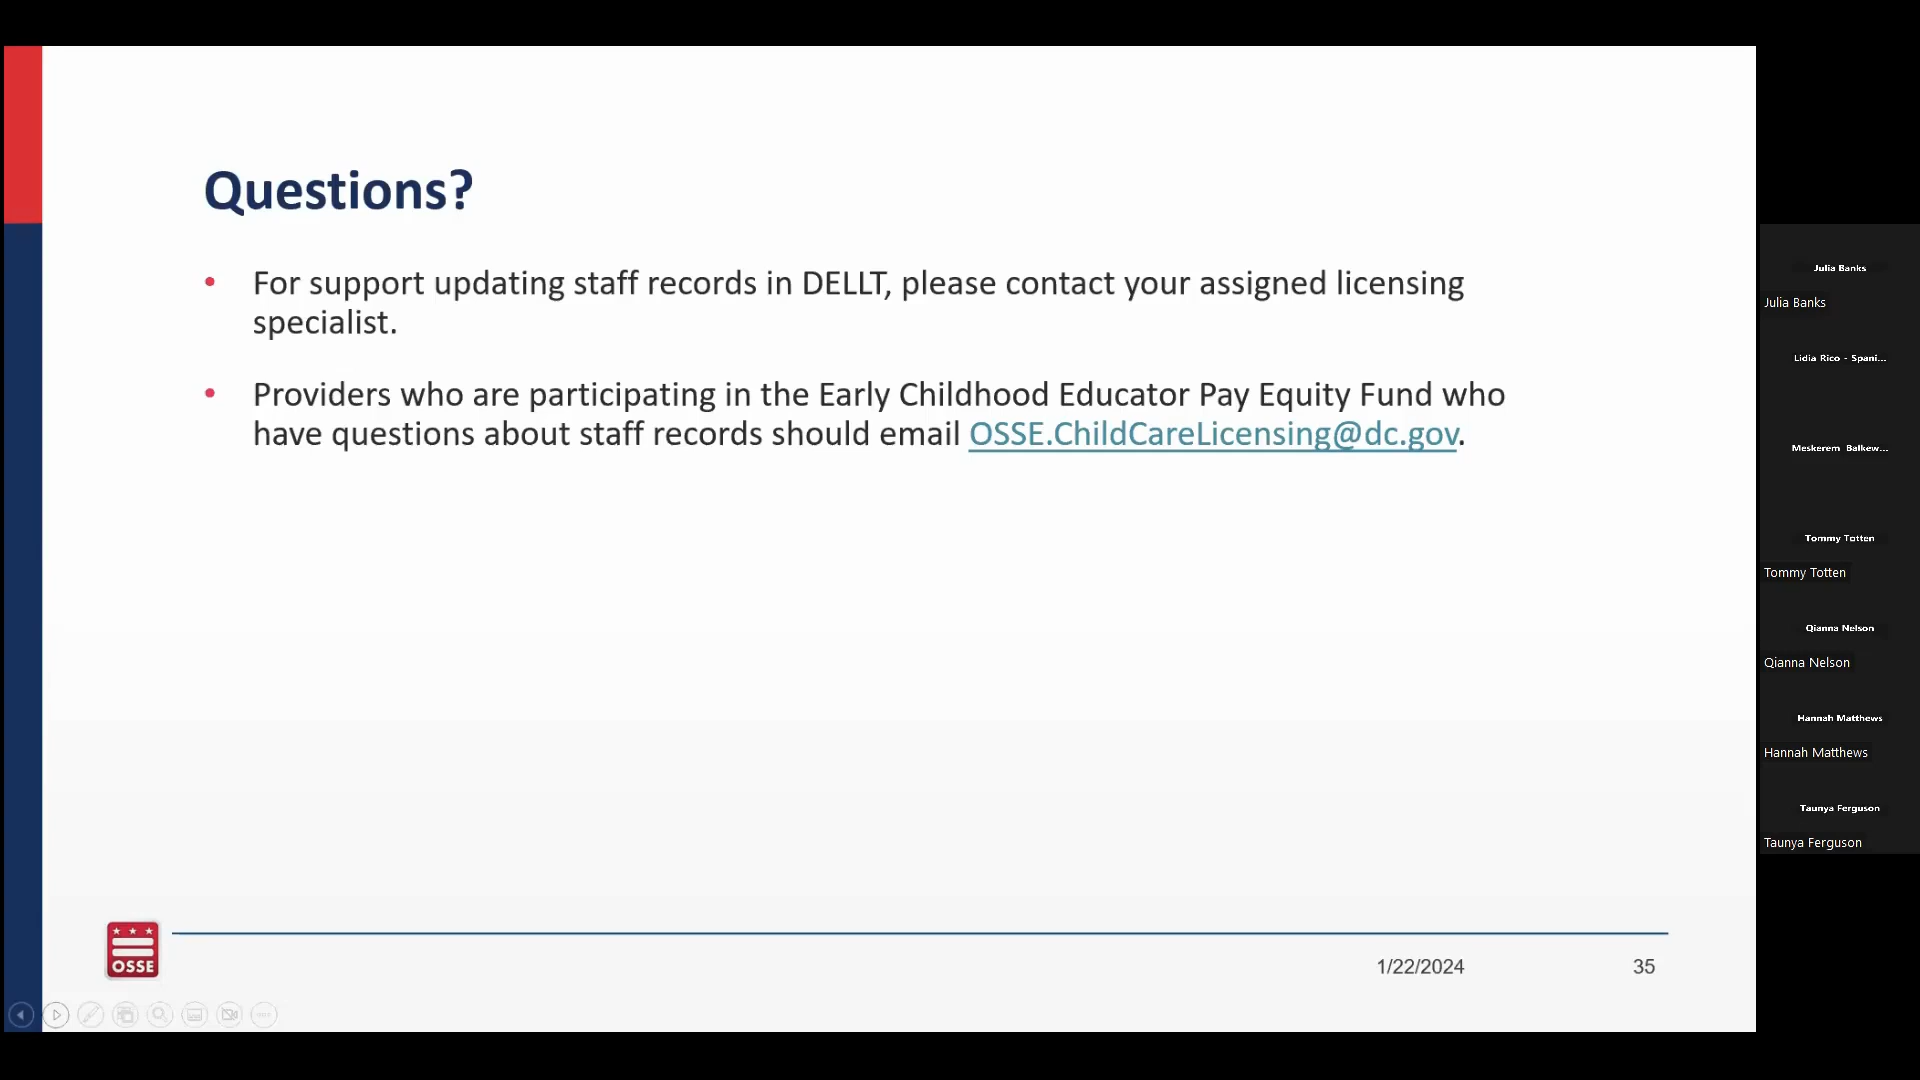 Questions?
• For support updating staff records in DELLT, please contact your assigned licensing
specialist.
• Providers who are participating in the Early Childhood Educator Pay Equity Fund who
have questions about staff records should email OSSE.ChildCareLicensing@dc.gov.
OSSE
1/22/2024
35
Julia Banks
Julia Banks
Lidia Rico - Spani...
Meskerem Balkew...
Tommy Totten
Tommy Totten
Qianna Nelson
Qianna Nelson
Hannah Matthews
Hannah Matthews
Taunya Ferguson
Taunya Ferguson